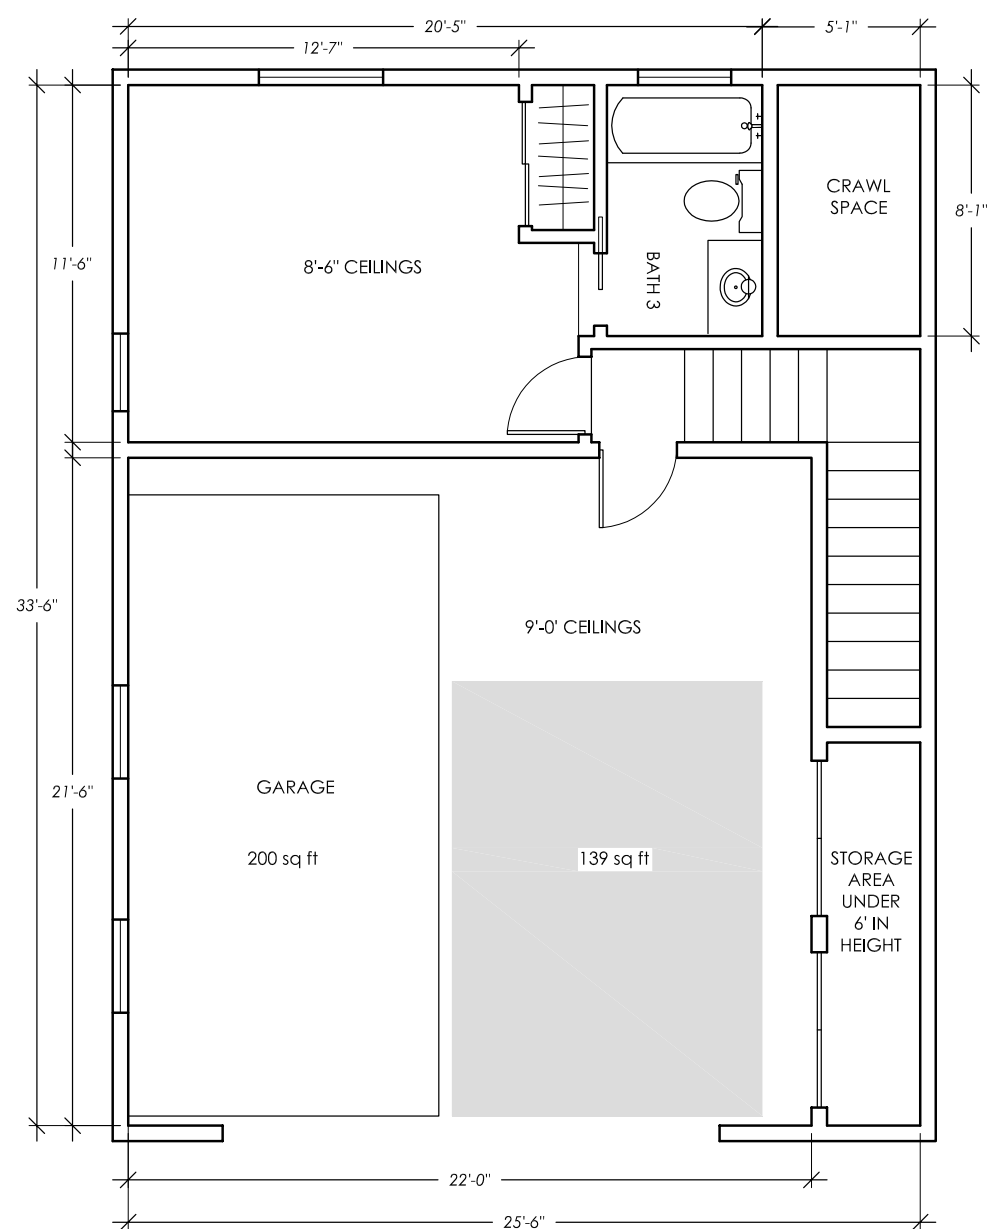 20'-5"
5'-1"
12'-7"
CRAWL
SPACE
8'-1"
11'-6"
8'-6" CEILINGS
BATH 3
33'-6"
9'-0' CEILINGS
21'-6"
GARAGE
200 sq ft
139 sq ft
STORAGE
AREA
UNDER
6' IN
HEIGHT
22'-0"
25'-6"